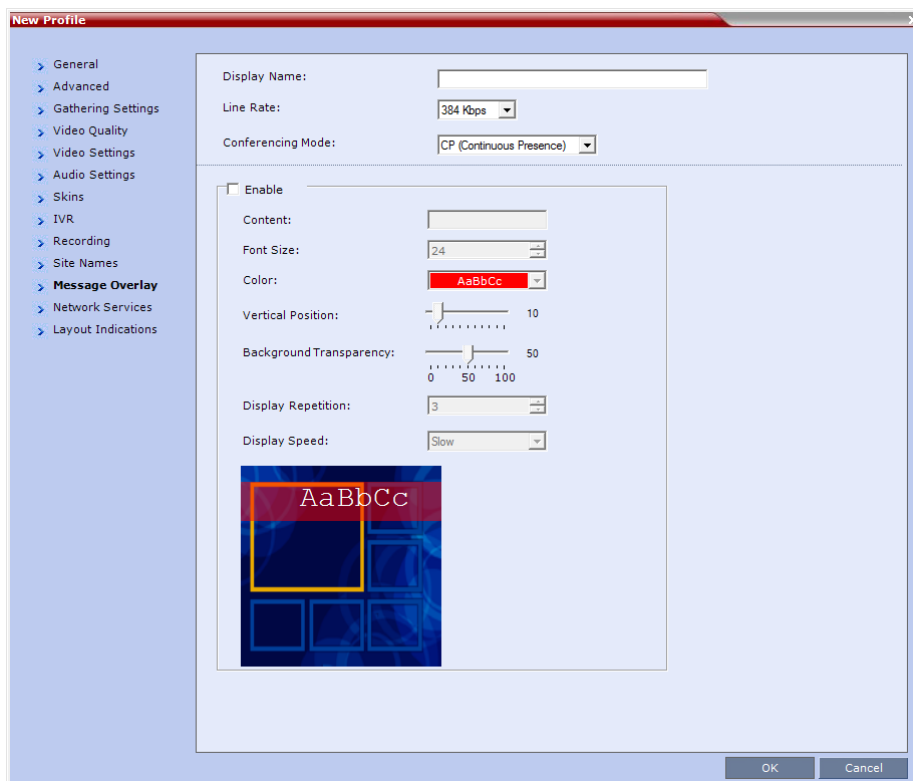 New Profile
General
Advanced
Gathering Settings
Video Quality
Video Settings
Audio Settings
Skins
IVR
Recording
Site Names
Message Overlay
Network Services
Layout Indications
Display Name:
Line Rate: 384 Kbps
Conferencing Mode: CP (Continuous Presence)
Enable
Content:
Font Size: 24
Color: AaBbCc
Vertical Position: 10
Background Transparency: 50
0 50 100
Display Repetition: 3
Display Speed: Slow
AaBbCc
OK Cancel